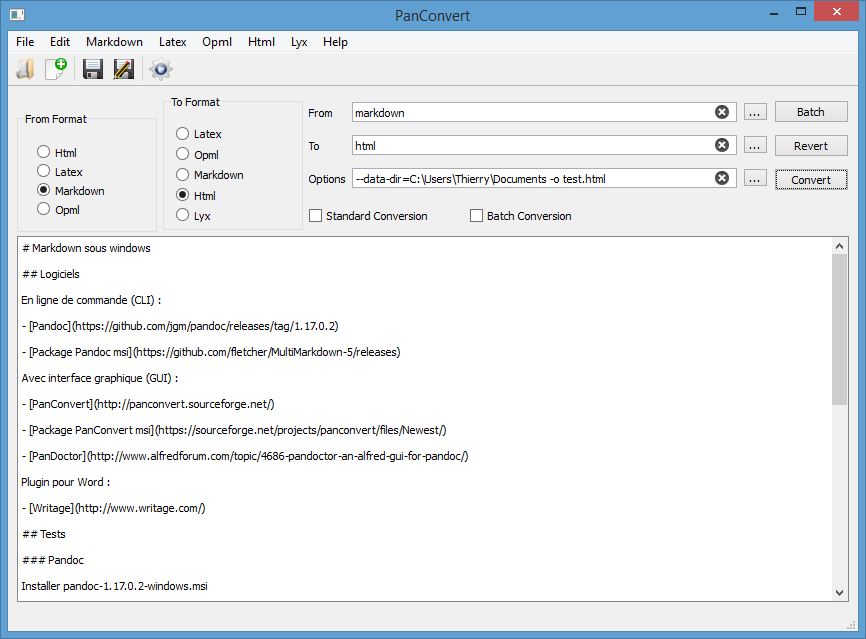 PanConvert
File Edit Markdown Latex Opml Html Lyx Help
From Format
Html
Latex
Markdown
Opml
To Format
Latex
Opml
Markdown
Html
Lyx
From markdown ... Batch
To html ... Revert
Options --data-dir=C:\Users\Thierry\Documents -o test.html ... Convert
Standard Conversion Batch Conversion
# Markdown sous windows
## Logiciels
En ligne de commande (CLI) :
- [Pandoc](https://github.com/jgm/pandoc/releases/tag/1.17.0.2)
- [Package Pandoc msi](https://github.com/fletcher/MultiMarkdown-5/releases)
Avec interface graphique (GUI) :
- [PanConvert](http://panconvert.sourceforge.net/)
- [Package PanConvert msi](https://sourceforge.net/projects/panconvert/files/Newest/)
- [PanDoctor](http://www.alfredforum.com/topic/4686-pandoctor-an-alfred-gui-for-pandoc/)
Plugin pour Word :
- [Writage](http://www.writage.com/)
## Tests
### Pandoc
Installer pandoc-1.17.0.2-windows.msi